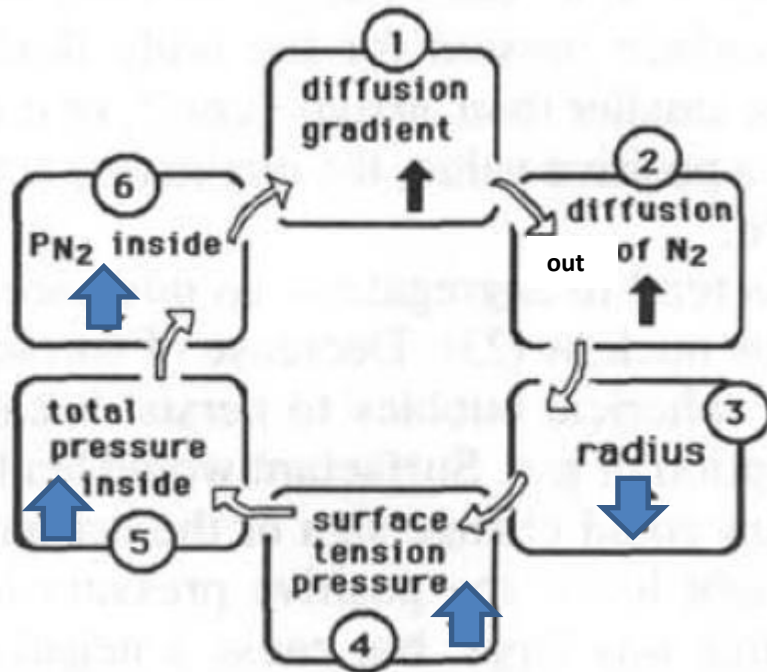 1
diffusion
gradient
2
diffusion
out of N2
3
radius
4
surface
tension
pressure
5
total
pressure
inside
6
PN2 inside